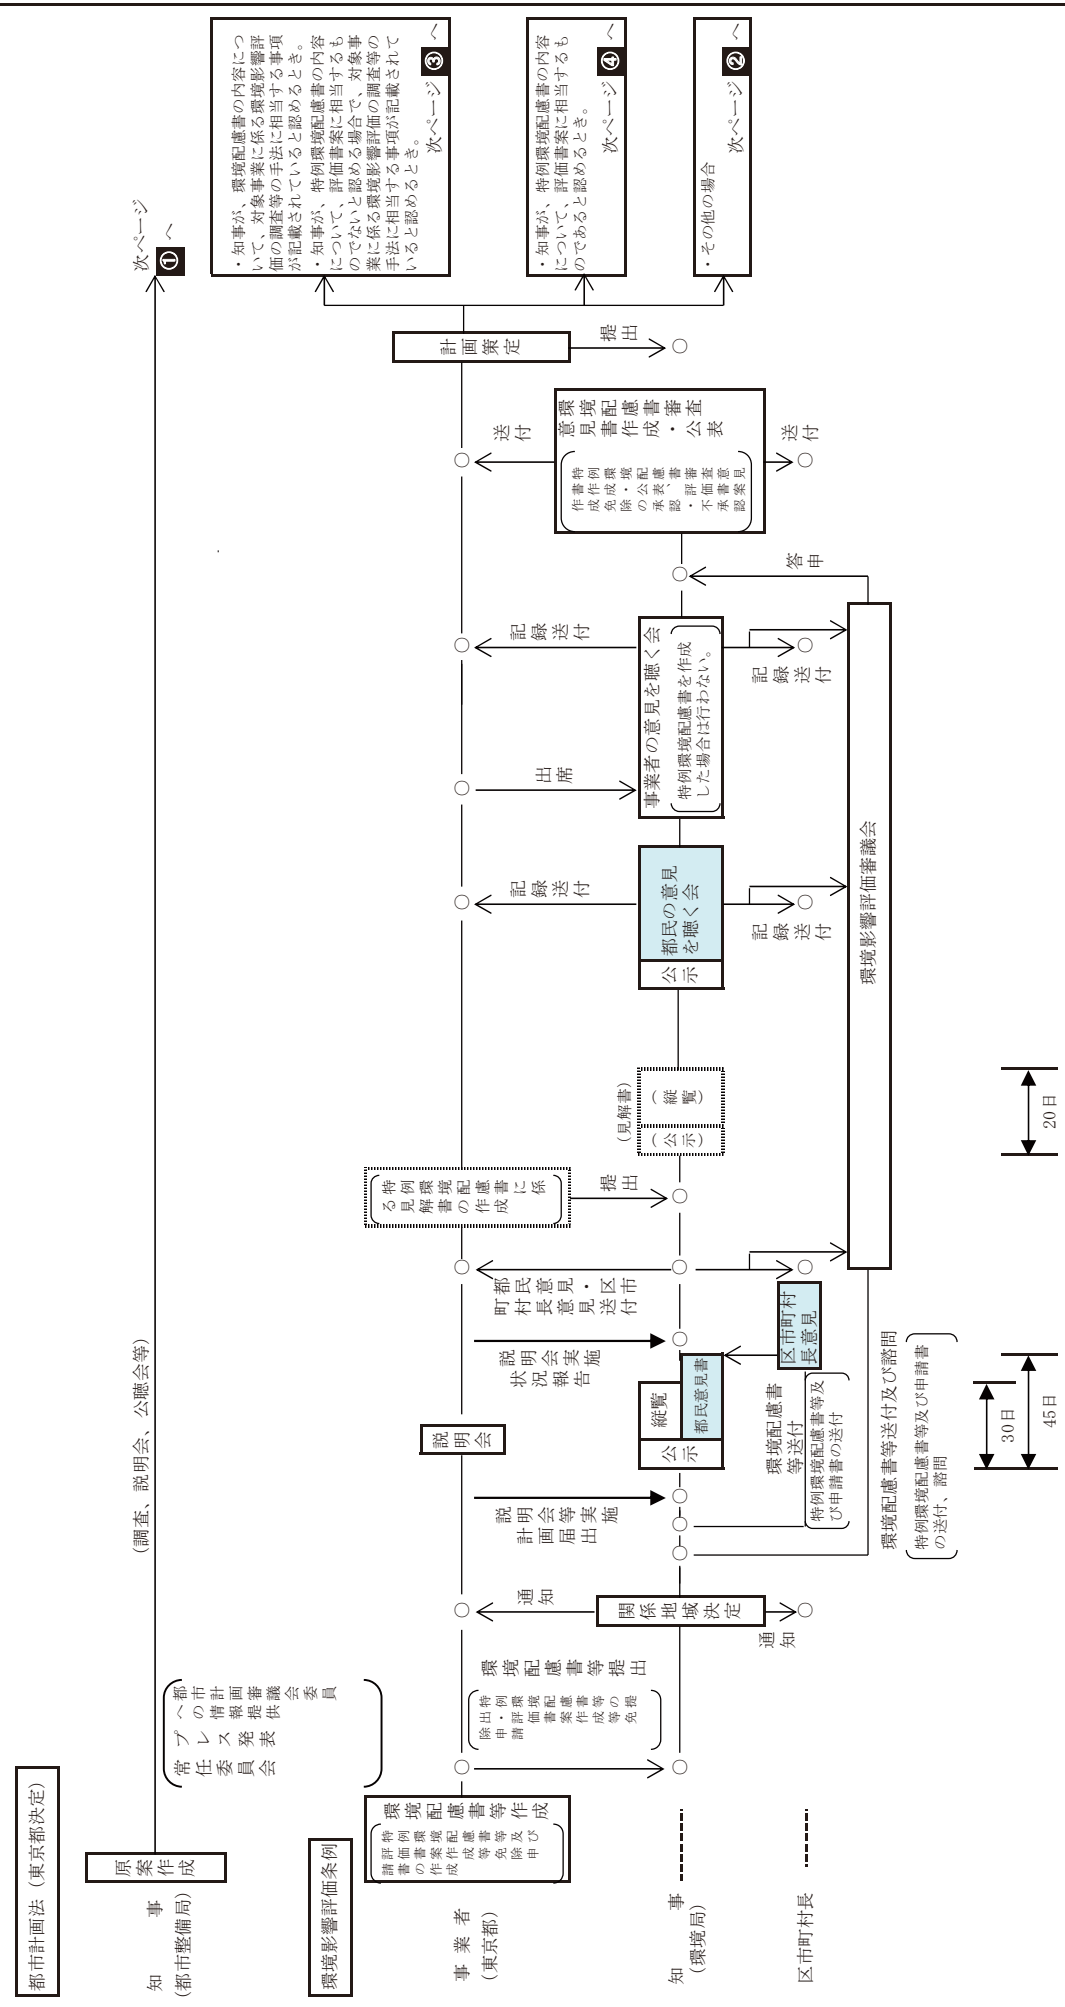 都市計画法（東京都決定）
原案作成
知　事
（都市整備局）
都市計画審議会委員
への情報提供
プレス発表
常任委員会
（調査、説明会、公聴会等）
次ページ
①へ
環境影響評価条例
事業者
（東京都）
環境配慮書等作成
特例環境配慮書及び
評価書案作成等免除申
請書の作成
環境配慮書等提出
特例環境配慮書等の提
出・評価書案作成等免
除申請
通知
関係地域決定
通知
説明会等実施
計画届出
説明会
説明会実施
状況報告
都民意見・区市
町村長意見送付
特例環境配慮書に係
る見解書の作成
提出
記録送付
出席
記録送付
送付
計画策定
提出
・知事が、環境配慮書の内容につ
いて、対象事業に係る環境影響評
価の調査等の手法に相当する事項
が記載されていると認めるとき。
・知事が、特例環境配慮書の内容
について、評価書案に相当するも
のでないと認める場合で、対象事
業に係る環境影響評価の調査等の
手法に相当する事項が記載されて
いると認めるとき。
次ページ③へ
・知事が、特例環境配慮書の内容
について、評価書案に相当するも
のであると認めるとき。
次ページ④へ
・その他の場合
次ページ②へ
知　事
（環境局）
公示
縦覧
都民意見書
（見解書）
（公示）
（縦覧）
公示
都民の意見
を聴く会
事業者の意見を聴く会
特例環境配慮書を作成
した場合は行わない。
環境配慮書審査
意見書作成・公表
特例環境配慮書審査意見
書作成・公表、評価書案
作成免除の承認・不承認
送付
答申
区市町村長
環境配慮書
等送付
特例環境配慮書等及
び申請書の送付
区市町村
長意見
記録送付
記録送付
環境影響評価審議会
環境配慮書等送付及び諮問
特例環境配慮書等及び申請書
の送付、諮問
30日
45日
20日